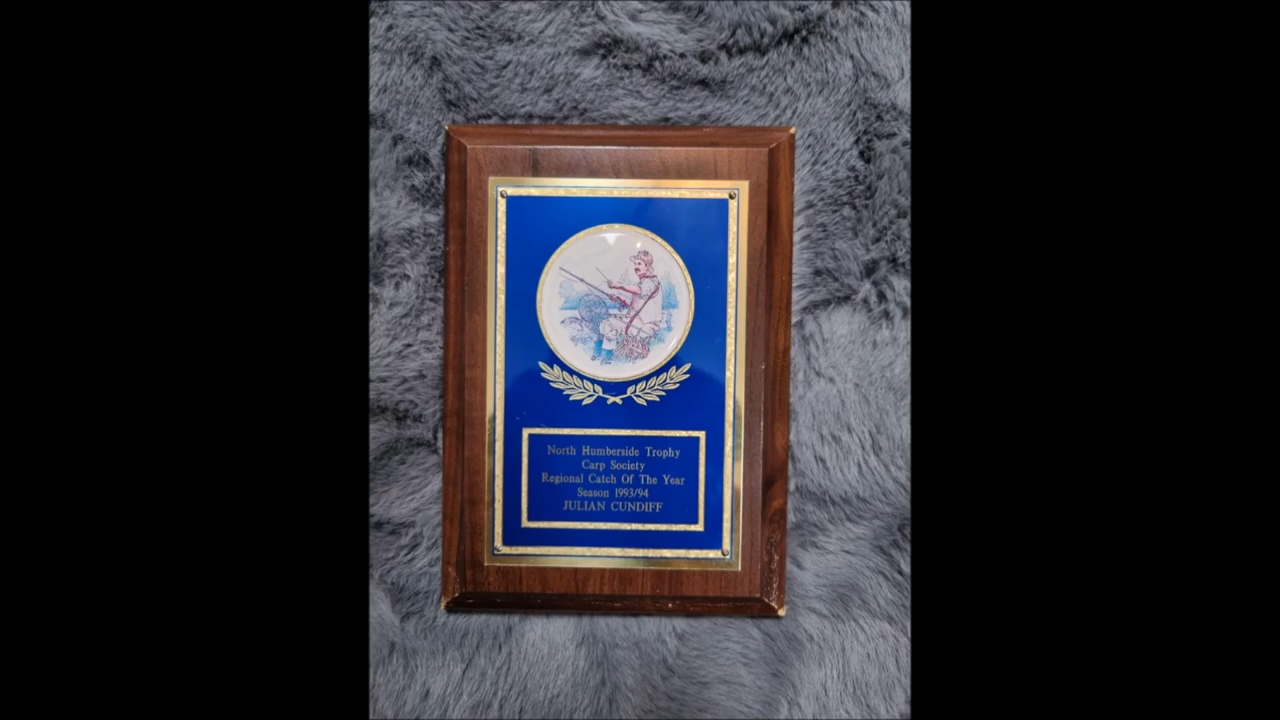 North Humberside Trophy
Carp Society
Regional Catch Of The Year
Season 1993/94
JULIAN CUNDIFF